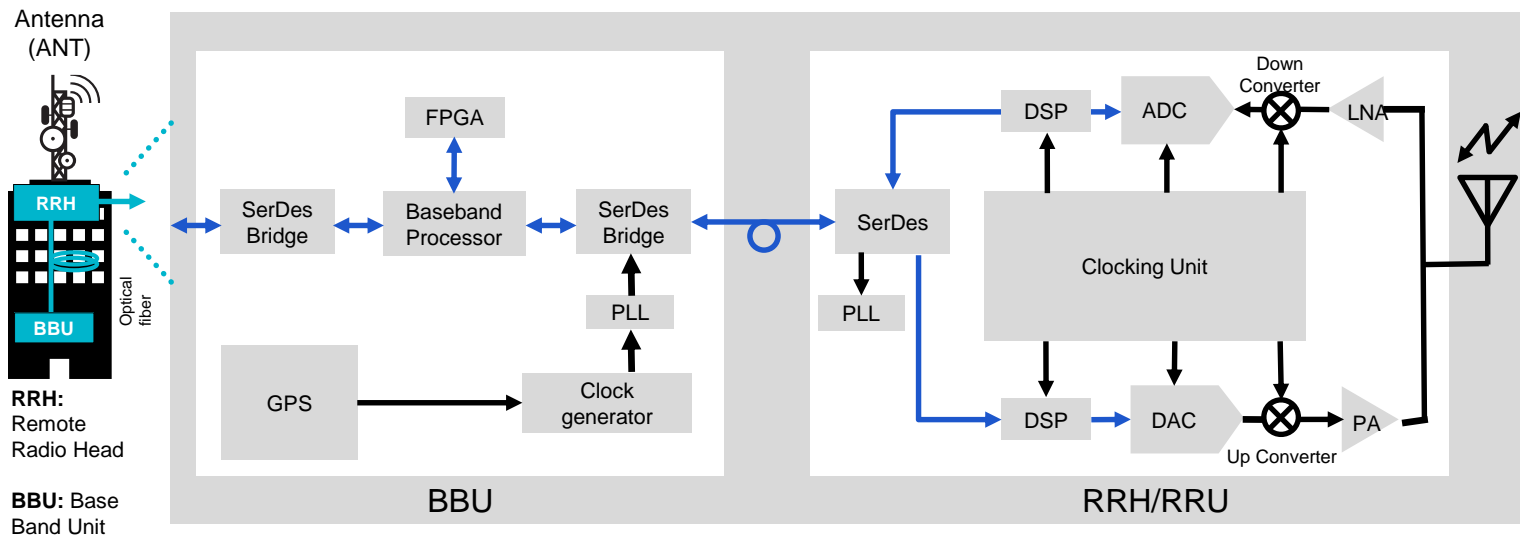 Antenna
(ANT)
RRH
BBU
Optical
fiber
RRH:
Remote
Radio Head
BBU: Base
Band Unit
FPGA
SerDes
Bridge
Baseband
Processor
SerDes
Bridge
PLL
GPS
Clock
generator
BBU
DSP
ADC
Down
Converter
LNA
SerDes
PLL
Clocking Unit
DSP
DAC
Up Converter
PA
RRH/RRU